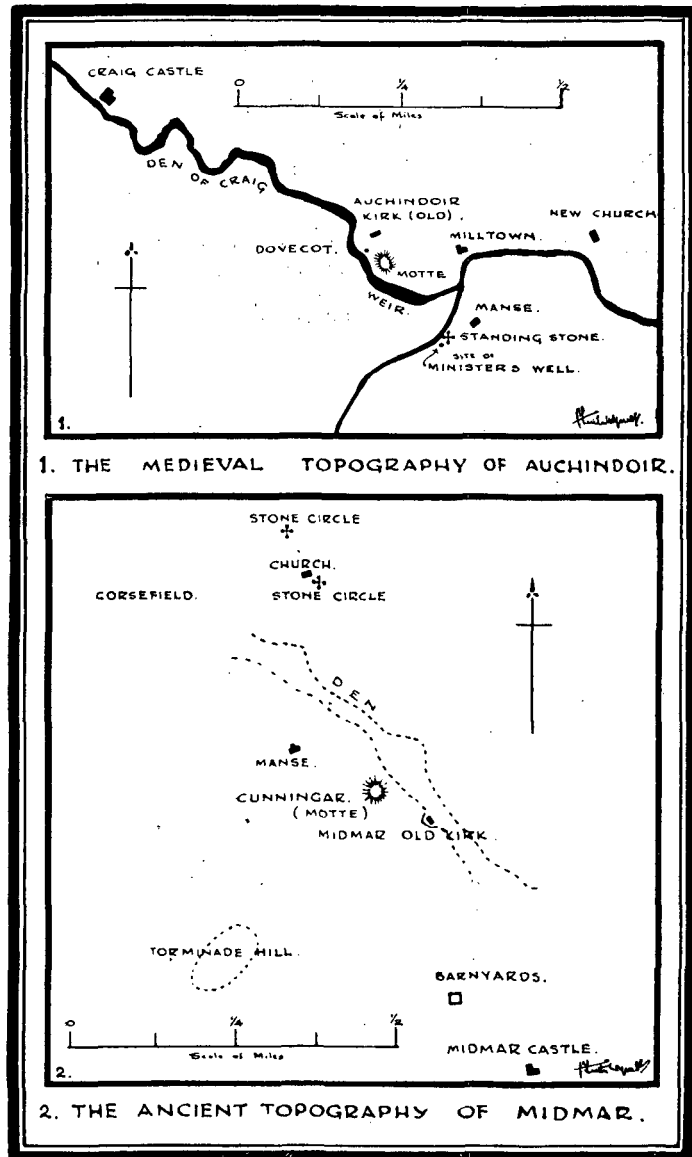 CRAIG CASTLE
0 1/4 1/2
Scale of Miles
DEN OF CRAIG
AUCHINDOIR
KIRK (OLD).
NEW CHURCH
DOVECOT.
MILLTOWN.
MOTTE
WEIR.
MANSE.
STANDING STONE.
SITE OF
MINISTERS WELL.
1.
1. THE MEDIEVAL TOPOGRAPHY OF AUCHINDOIR.
STONE CIRCLE
CHURCH.
GORSEFIELD.
STONE CIRCLE
DEN
MANSE.
CUNNINGAR.
(MOTTE)
MIDMAR OLD KIRK
TORMINADE HILL.
BARNYARDS.
0 1/4 1/2
Scale of Miles
MIDMAR CASTLE.
2.
2. THE ANCIENT TOPOGRAPHY OF MIDMAR.